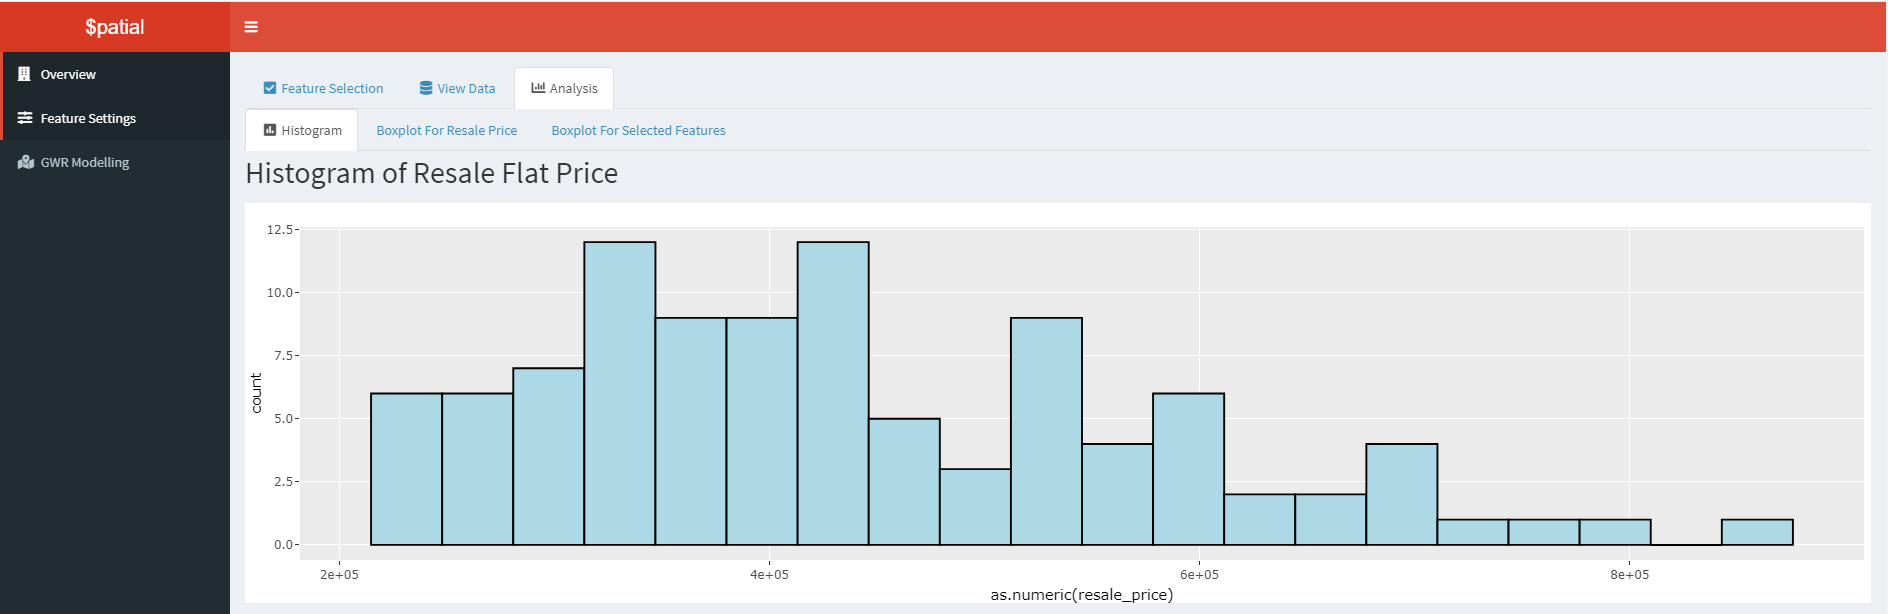 $patial
Overview
Feature Settings
GWR Modelling
Feature Selection View Data Analysis
Histogram Boxplot For Resale Price Boxplot For Selected Features
Histogram of Resale Flat Price
12.5
10.0
7.5
5.0
2.5
0.0
count
2e+05 4e+05 6e+05 8e+05
as.numeric(resale_price)